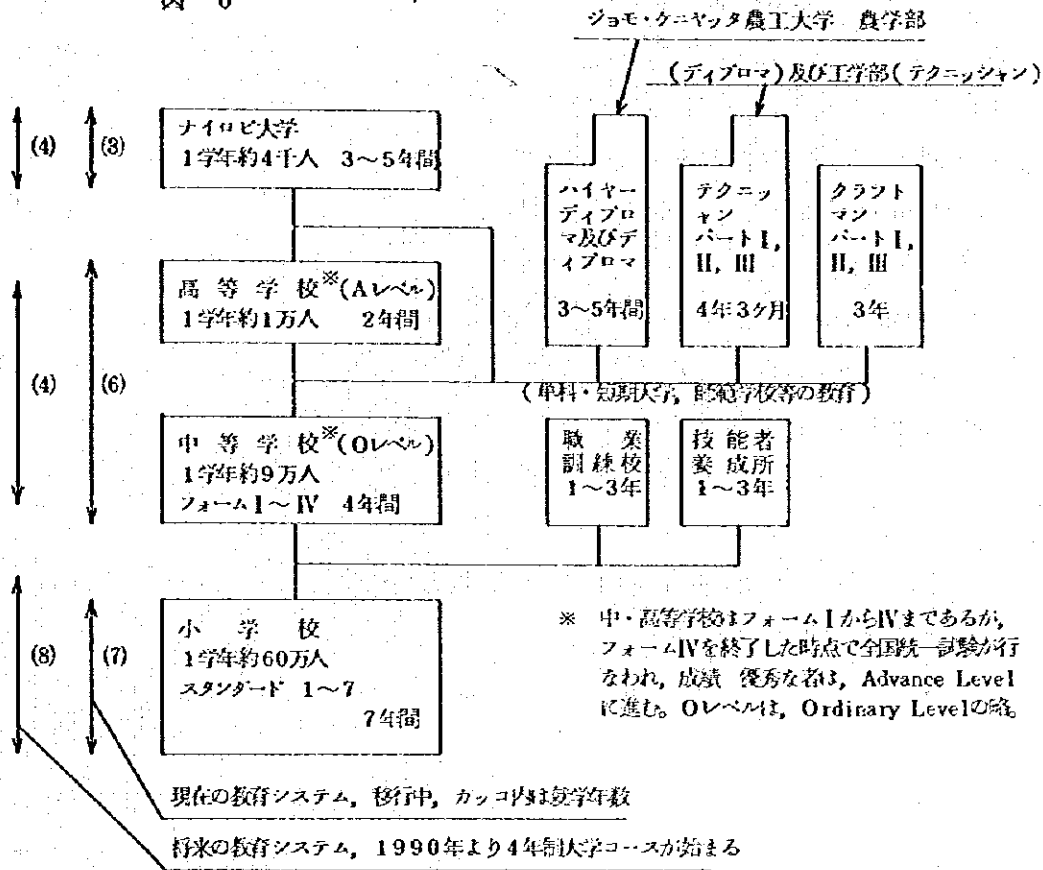 図 6
ジョモ・ケニヤッタ農工大学 農学部
(ディプロマ)及び工学部(テクニッシャン)
(4)
(3)
ナイロビ大学
1学年約4千人 3〜5年間
ハイヤー
ディプロ
マ及びデ
ィプロマ
3〜5年間
テクニッ
シャン
パートI,
II, III
4年3ケ月
クラフト
マン
パートI,
II, III
3年
高等学校※(Aレベル)
1学年約1万人 2年間
(4)
(6)
(単科・短期大学, 師範学校等の教育)
中等学校※(Oレベル)
1学年約9万人
フォームI〜IV 4年間
職業
訓練校
1〜3年
技能者
養成所
1〜3年
(8)
(7)
小学校
1学年約60万人
スタンダード 1〜7
7年間
※ 中・高等学校はフォームIからIVまであるが,
フォームIVを終了した時点で全国統一試験が行
なわれ, 成績 優秀な者は, Advance Level
に進む。Oレベルは, Ordinary Levelの略。
現在の教育システム, 移行中, カッコ内は就学年数
将来の教育システム, 1990年より4年制大学コースが始まる